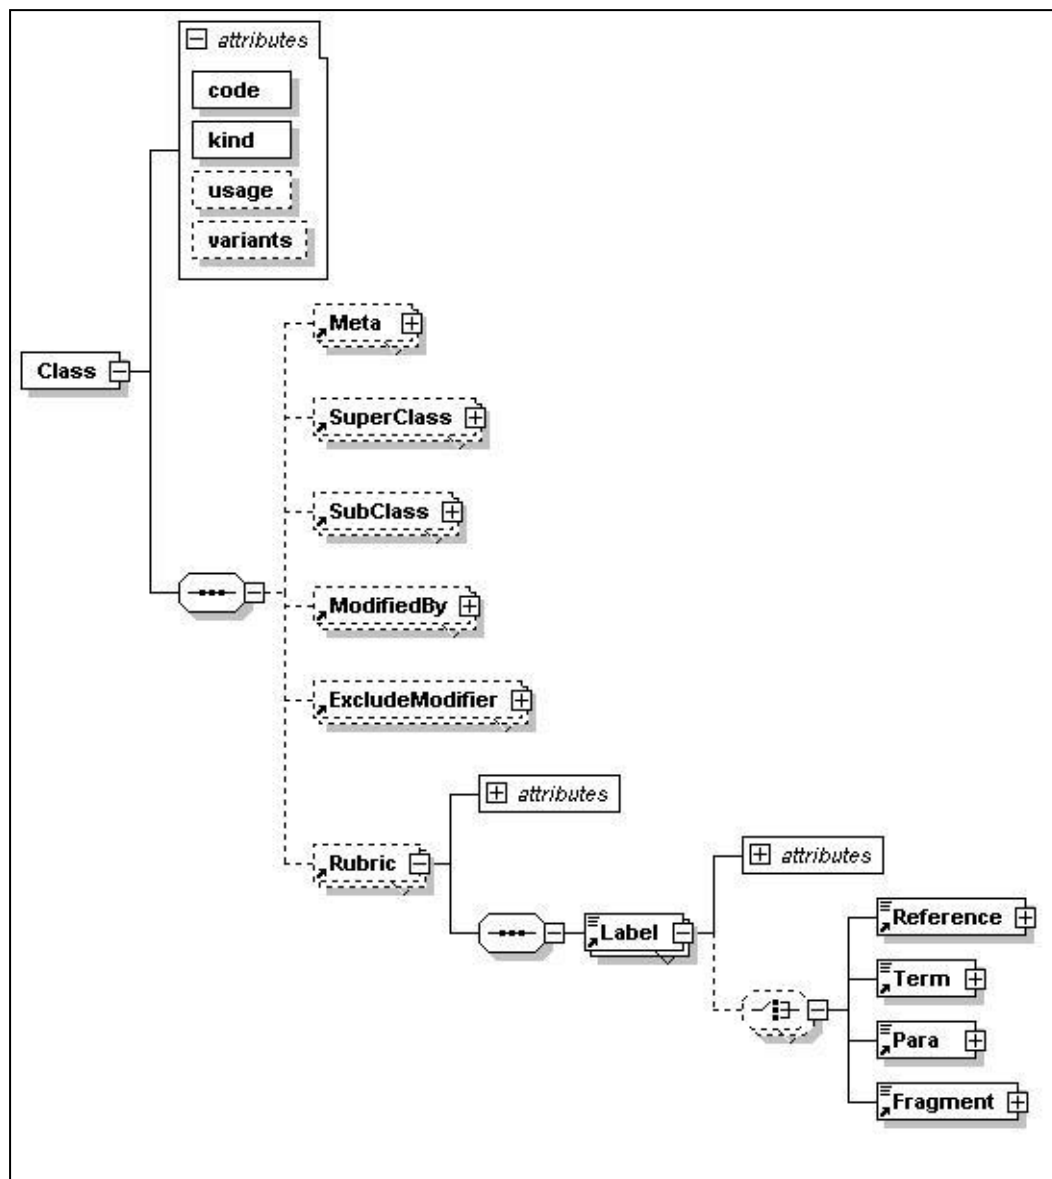 attributes
code
kind
usage
variants
Meta
Class
SuperClass
SubClass
ModifiedBy
ExcludeModifier
attributes
Rubric
attributes
Label
Reference
Term
Para
Fragment